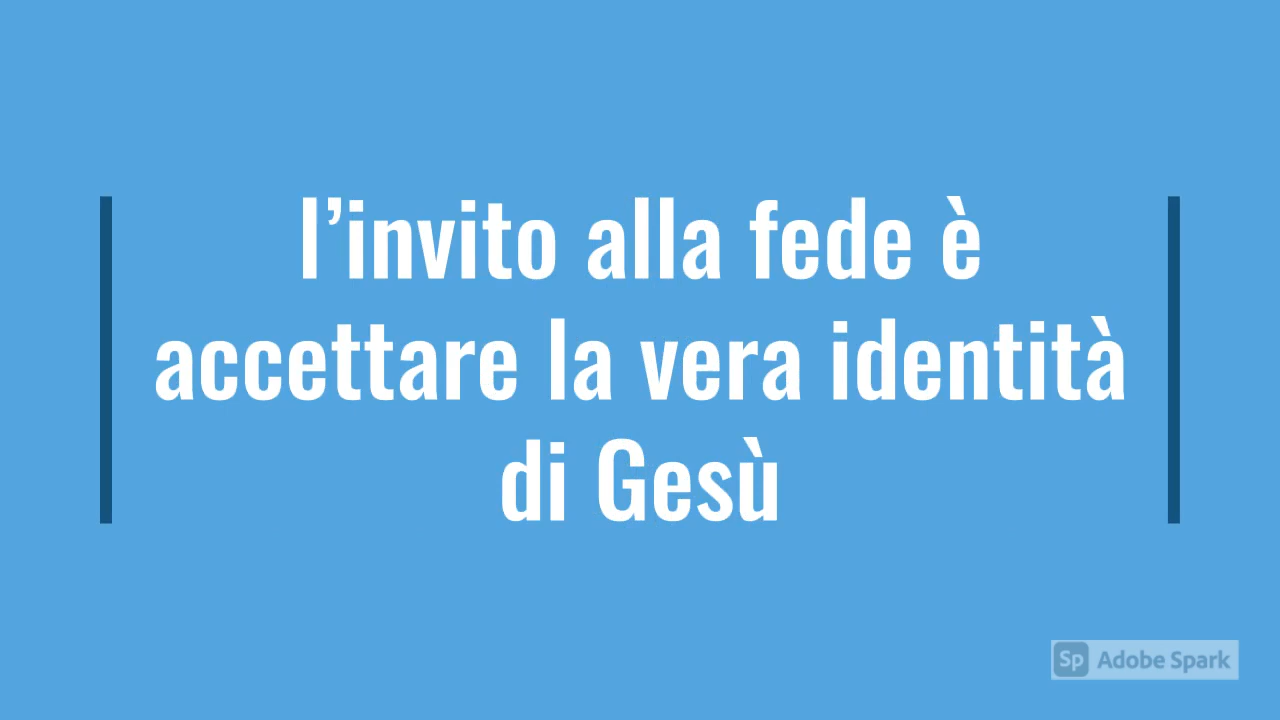 l’invito alla fede è
accettare la vera identità
di Gesù
Sp Adobe Spark